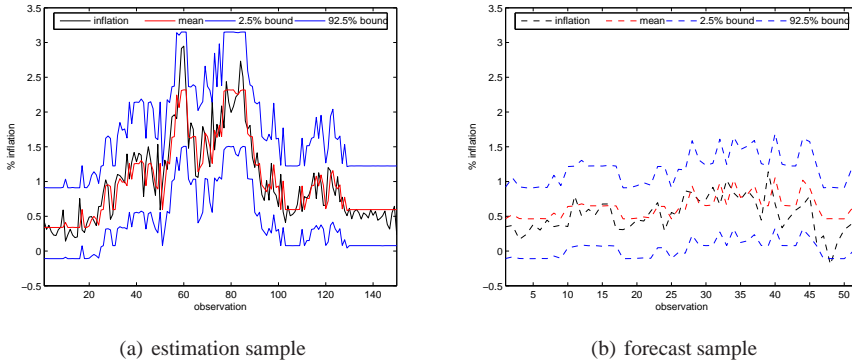 inflation mean 2.5% bound 92.5% bound
3.5
3
2.5
2
1.5
1
0.5
0
−0.5
% inflation
20 40 60 80 100 120 140
observation
(a) estimation sample
inflation mean 2.5% bound 92.5% bound
3.5
3
2.5
2
1.5
1
0.5
0
−0.5
% inflation
5 10 15 20 25 30 35 40 45 50
observation
(b) forecast sample